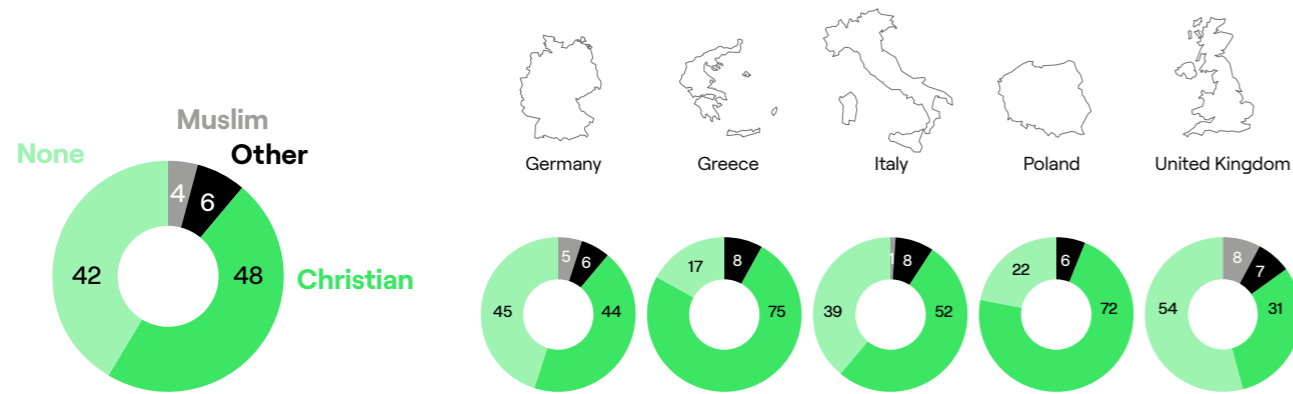 Muslim
None
Other
4
6
42
48
Christian
Germany
Greece
Italy
Poland
United Kingdom
5
6
45
44
8
17
75
1
8
39
52
6
22
72
8
7
54
31